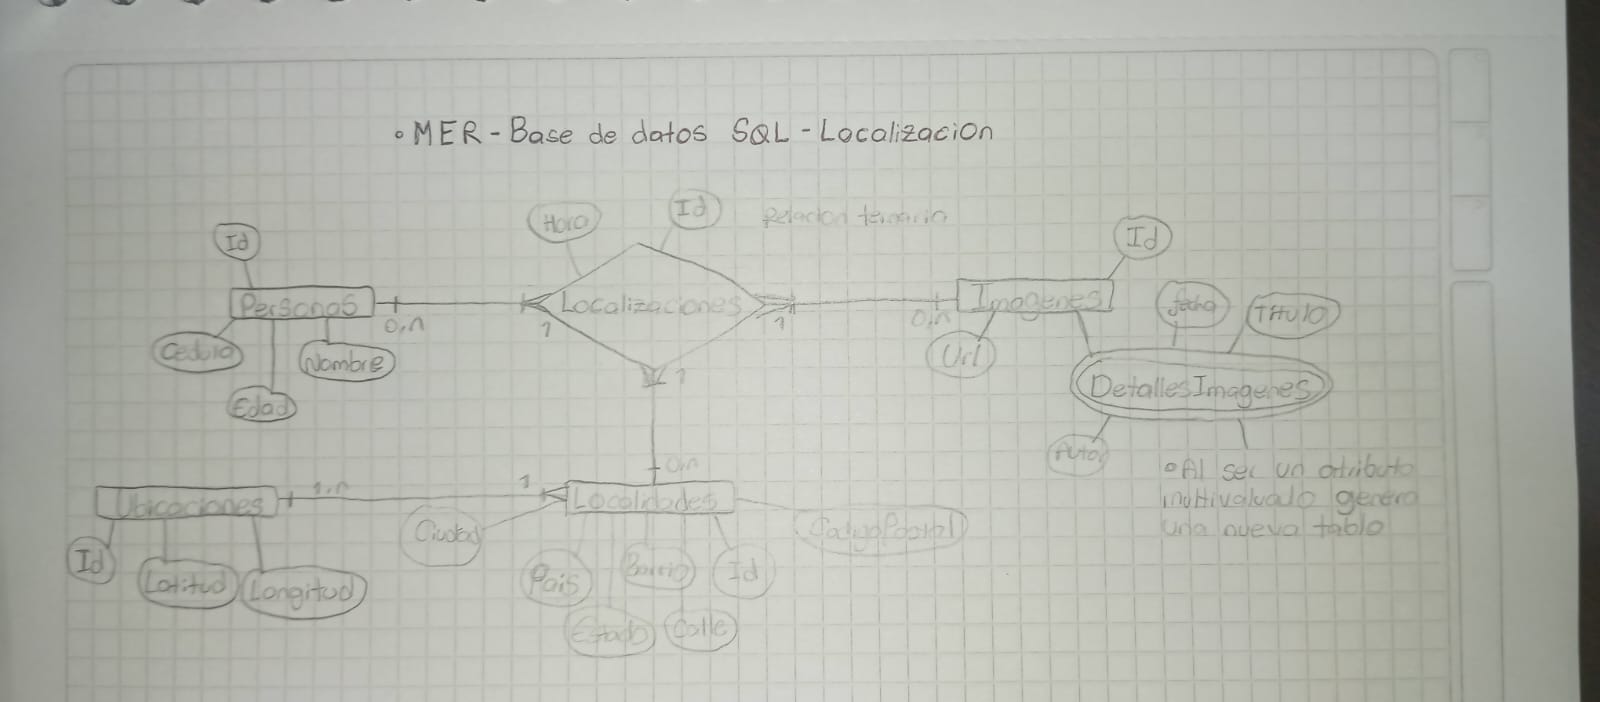 • MER - Base de datos SQL - Localizacion
Hora
Id
Relacion ternaria
Id
Id
Personas
Localizaciones
Imagenes
fecha
Titulo
0,n
1
1
0,n
Cedula
Nombre
Url
1
DetallesImagenes
Edad
Autor
0,n
• Al ser un atributo
multivaluado genera
una nueva tabla
Ubicaciones
1,n
1
Localidades
Ciudad
CodigoPostal
Id
Latitud
Longitud
Pais
Barrio
Id
Estado
Calle